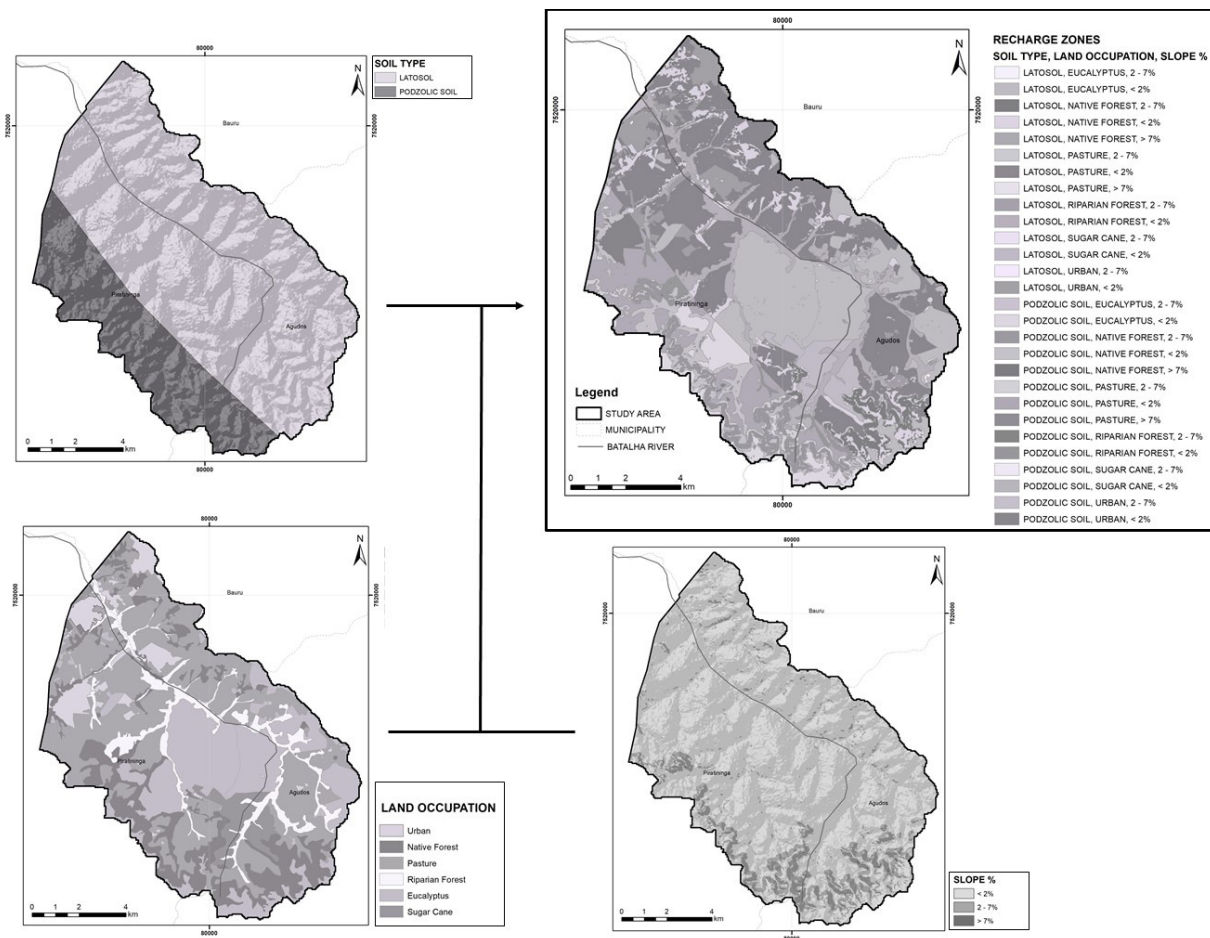 80000
N
SOIL TYPE
LATOSOL
PODZOLIC SOIL
7520000
7520000
Bauru
Piratininga
Agudos
0 1 2 4
km
80000
80000
N
7520000
7520000
Bauru
Piratininga
Agudos
Legend
STUDY AREA
MUNICIPALITY
BATALHA RIVER
0 1 2 4
km
80000
RECHARGE ZONES
SOIL TYPE, LAND OCCUPATION, SLOPE %
LATOSOL, EUCALYPTUS, 2 - 7%
LATOSOL, EUCALYPTUS, < 2%
LATOSOL, NATIVE FOREST, 2 - 7%
LATOSOL, NATIVE FOREST, < 2%
LATOSOL, NATIVE FOREST, > 7%
LATOSOL, PASTURE, 2 - 7%
LATOSOL, PASTURE, < 2%
LATOSOL, PASTURE, > 7%
LATOSOL, RIPARIAN FOREST, 2 - 7%
LATOSOL, RIPARIAN FOREST, < 2%
LATOSOL, SUGAR CANE, 2 - 7%
LATOSOL, SUGAR CANE, < 2%
LATOSOL, URBAN, 2 - 7%
LATOSOL, URBAN, < 2%
PODZOLIC SOIL, EUCALYPTUS, 2 - 7%
PODZOLIC SOIL, EUCALYPTUS, < 2%
PODZOLIC SOIL, NATIVE FOREST, 2 - 7%
PODZOLIC SOIL, NATIVE FOREST, < 2%
PODZOLIC SOIL, NATIVE FOREST, > 7%
PODZOLIC SOIL, PASTURE, 2 - 7%
PODZOLIC SOIL, PASTURE, < 2%
PODZOLIC SOIL, PASTURE, > 7%
PODZOLIC SOIL, RIPARIAN FOREST, 2 - 7%
PODZOLIC SOIL, RIPARIAN FOREST, < 2%
PODZOLIC SOIL, SUGAR CANE, 2 - 7%
PODZOLIC SOIL, SUGAR CANE, < 2%
PODZOLIC SOIL, URBAN, 2 - 7%
PODZOLIC SOIL, URBAN, < 2%
80000
N
7520000
7520000
Bauru
Piratininga
Agudos
0 1 2 4
km
80000
LAND OCCUPATION
Urban
Native Forest
Pasture
Riparian Forest
Eucalyptus
Sugar Cane
80000
N
7520000
7520000
Bauru
Piratininga
Agudos
0 1 2 4
km
80000
SLOPE %
< 2%
2 - 7%
> 7%